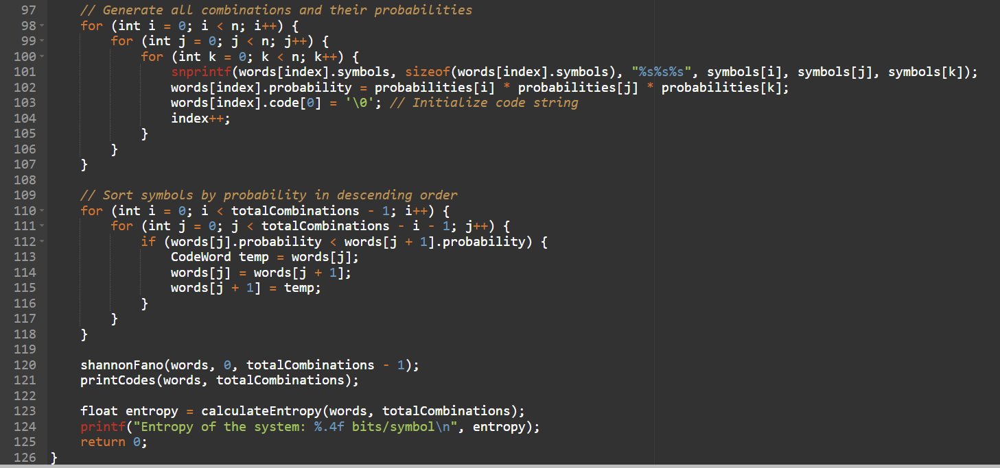 97 // Generate all combinations and their probabilities
98 for (int i = 0; i < n; i++) {
99 for (int j = 0; j < n; j++) {
100 for (int k = 0; k < n; k++) {
101 snprintf(words[index].symbols, sizeof(words[index].symbols), "%s%s%s", symbols[i], symbols[j], symbols[k]);
102 words[index].probability = probabilities[i] * probabilities[j] * probabilities[k];
103 words[index].code[0] = '\0'; // Initialize code string
104 index++;
105 }
106 }
107 }
108
109 // Sort symbols by probability in descending order
110 for (int i = 0; i < totalCombinations - 1; i++) {
111 for (int j = 0; j < totalCombinations - i - 1; j++) {
112 if (words[j].probability < words[j + 1].probability) {
113 CodeWord temp = words[j];
114 words[j] = words[j + 1];
115 words[j + 1] = temp;
116 }
117 }
118 }
119
120 shannonFano(words, 0, totalCombinations - 1);
121 printCodes(words, totalCombinations);
122
123 float entropy = calculateEntropy(words, totalCombinations);
124 printf("Entropy of the system: %.4f bits/symbol\n", entropy);
125 return 0;
126 }